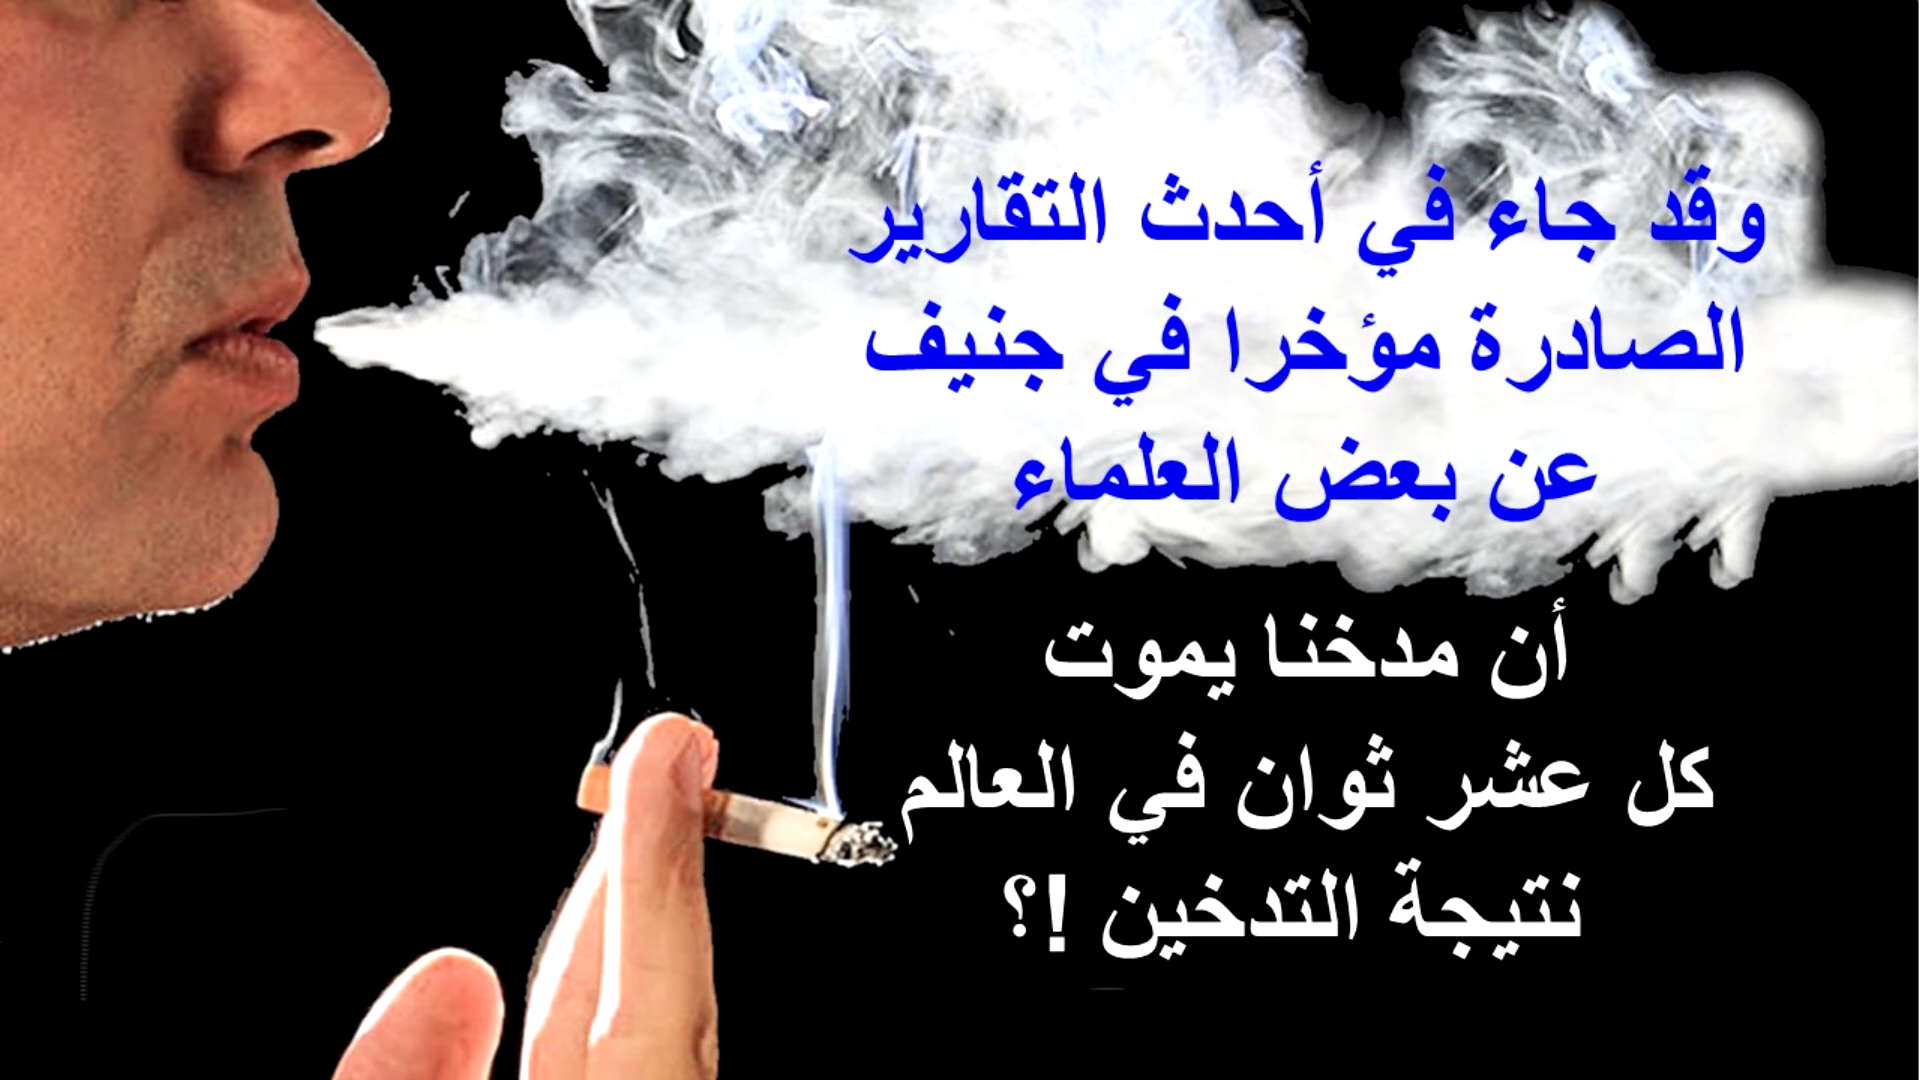 وقد جاء في أحدث التقارير
الصادرة مؤخرا في جنيف
عن بعض العلماء
أن مدخنا يموت
كل عشر ثوان في العالم
نتيجة التدخين !؟